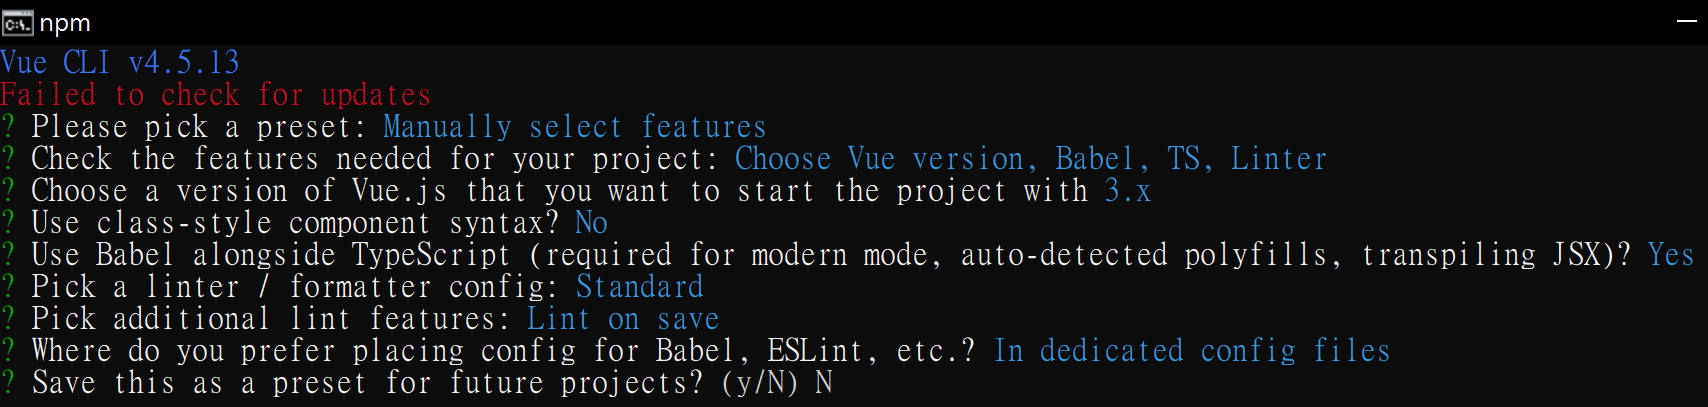 npm
Vue CLI v4.5.13
Failed to check for updates
? Please pick a preset: Manually select features
? Check the features needed for your project: Choose Vue version, Babel, TS, Linter
? Choose a version of Vue.js that you want to start the project with 3.x
? Use class-style component syntax? No
? Use Babel alongside TypeScript (required for modern mode, auto-detected polyfills, transpiling JSX)? Yes
? Pick a linter / formatter config: Standard
? Pick additional lint features: Lint on save
? Where do you prefer placing config for Babel, ESLint, etc.? In dedicated config files
? Save this as a preset for future projects? (y/N) N